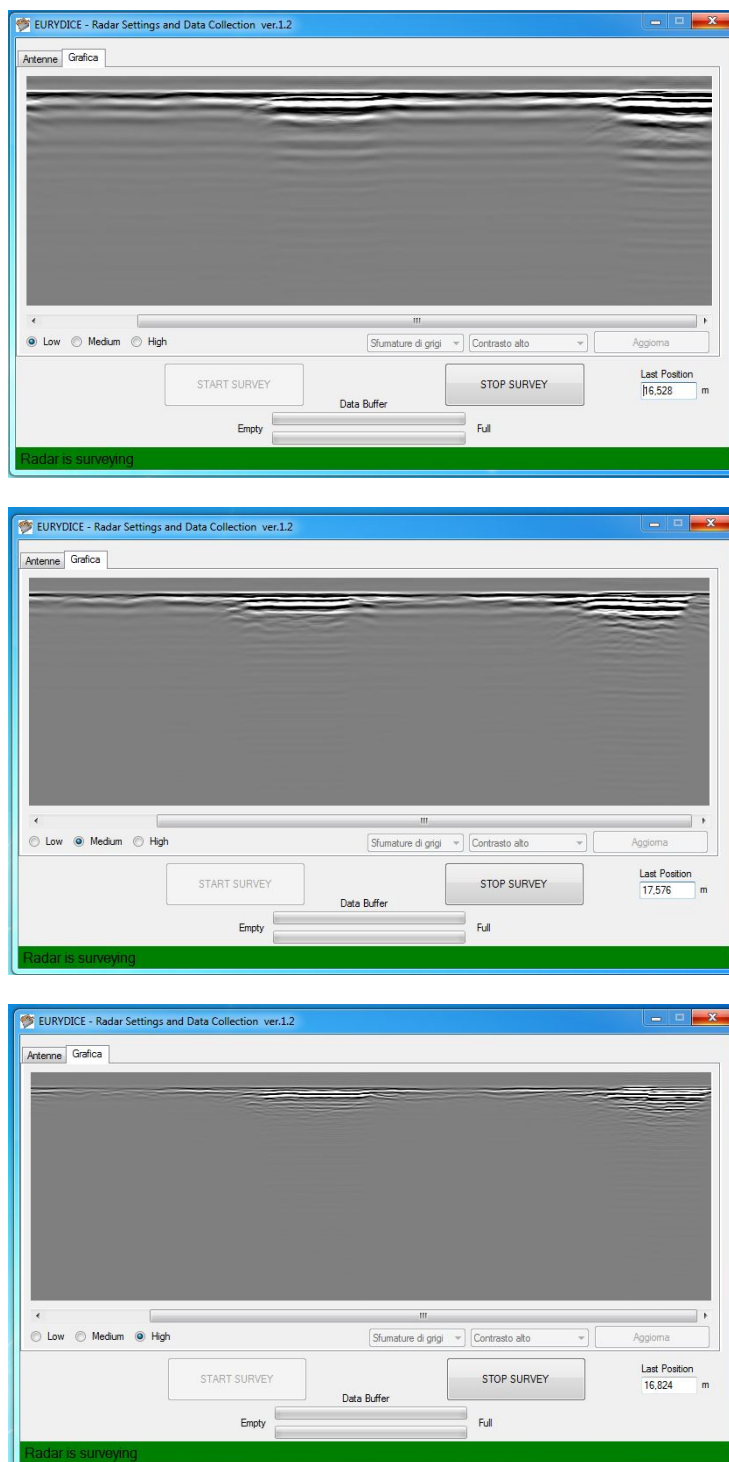 EURYDICE - Radar Settings and Data Collection ver.1.2
Antenne Grafica
Low Medium High Sfumature di grigi Contrasto alto Aggiorna
START SURVEY STOP SURVEY Last Position
16,528 m
Data Buffer
Empty Full
Radar is surveying
EURYDICE - Radar Settings and Data Collection ver.1.2
Antenne Grafica
Low Medium High Sfumature di grigi Contrasto alto Aggiorna
START SURVEY STOP SURVEY Last Position
17,576 m
Data Buffer
Empty Full
Radar is surveying
EURYDICE - Radar Settings and Data Collection ver.1.2
Antenne Grafica
Low Medium High Sfumature di grigi Contrasto alto Aggiorna
START SURVEY STOP SURVEY Last Position
16,824 m
Data Buffer
Empty Full
Radar is surveying